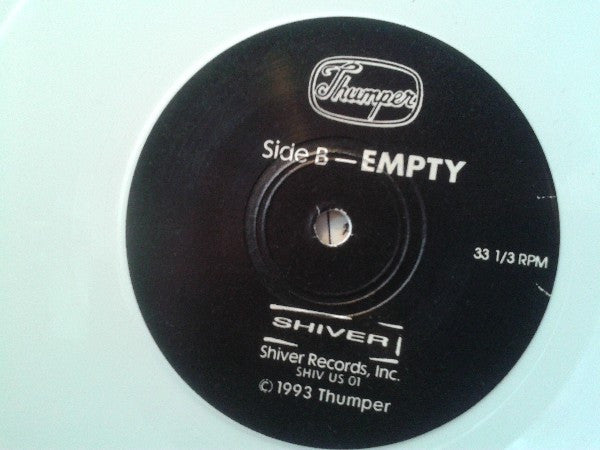 Thumper
Side B — EMPTY
33 1/3 RPM
SHIVER
Shiver Records, Inc.
SHIV US 01
© 1993 Thumper